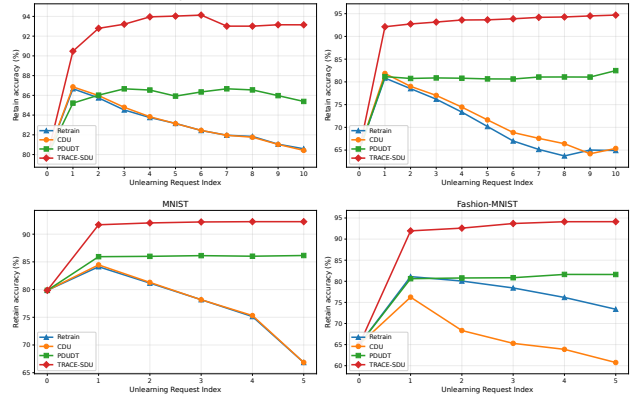 94
92
90
88
86
84
82
80
Retain accuracy (%)
Retrain
CDU
PDUDT
TRACE-SDU
0 1 2 3 4 5 6 7 8 9 10
Unlearning Request Index
95
90
85
80
75
70
65
Retain accuracy (%)
Retrain
CDU
PDUDT
TRACE-SDU
0 1 2 3 4 5 6 7 8 9 10
Unlearning Request Index
MNIST
90
85
80
75
70
65
Retain accuracy (%)
Retrain
CDU
PDUDT
TRACE-SDU
0 1 2 3 4 5
Unlearning Request Index
Fashion-MNIST
95
90
85
80
75
70
65
60
Retain accuracy (%)
Retrain
CDU
PDUDT
TRACE-SDU
0 1 2 3 4 5
Unlearning Request Index